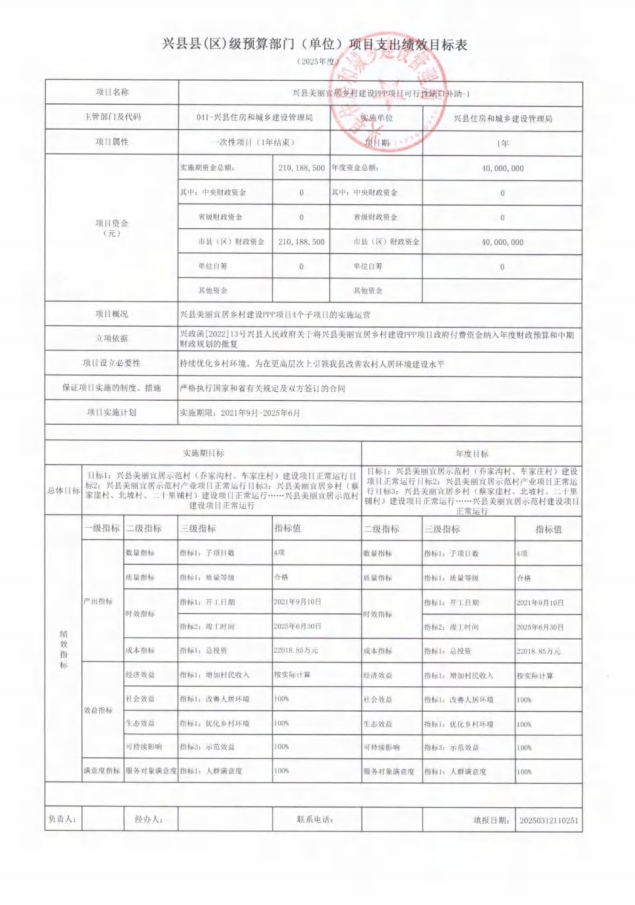 兴县县(区)级预算部门（单位）项目支出绩效目标表
（2025年度）
项目名称 兴县美丽宜居乡村建设PPP项目可行性缺口补助-1
主管部门及代码 041-兴县住房和城乡建设管理局 实施单位 兴县住房和城乡建设管理局
项目属性 一次性项目（1年结束） 项目期 1年
项目资金
（元）
实施期资金总额： 210,188,500 年度资金总额： 40,000,000
其中：中央财政资金 0 其中：中央财政资金 0
省级财政资金 0 省级财政资金 0
市县（区）财政资金 210,188,500 市县（区）财政资金 40,000,000
单位自筹 0 单位自筹 0
其他资金 其他资金
项目概况 兴县美丽宜居乡村建设PPP项目4个子项目的实施运营
立项依据 兴政函[2022]13号兴县人民政府关于将兴县美丽宜居乡村建设PPP项目政府付费资金纳入年度财政预算和中期
财政规划的批复
项目设立必要性 持续优化乡村环境，为在更高层次上引领我县改善农村人居环境建设水平
保证项目实施的制度、措施 严格执行国家和省有关规定及双方签订的合同
项目实施计划 实施期限：2021年9月-2025年6月
实施期目标 年度目标
总体目标
目标1：兴县美丽宜居示范村（乔家沟村、车家庄村）建设项目正常运行目
标2：兴县美丽宜居示范村产业项目正常运行目标3：兴县美丽宜居乡村（蔡
家崖村、北坡村、二十里铺村）建设项目正常运行……兴县美丽宜居示范村
建设项目正常运行
目标1：兴县美丽宜居示范村（乔家沟村、车家庄村）建设
项目正常运行目标2：兴县美丽宜居示范村产业项目正常运
行目标3：兴县美丽宜居乡村（蔡家崖村、北坡村、二十里
铺村）建设项目正常运行……兴县美丽宜居示范村建设项目
正常运行
绩效指标
一级指标 二级指标 三级指标 指标值 二级指标 三级指标 指标值
产出指标
数量指标 指标1：子项目数 4项 数量指标 指标1：子项目数 4项
质量指标 指标1：质量等级 合格 质量指标 指标1：质量等级 合格
时效指标 指标1：开工日期 2021年9月10日 时效指标 指标1：开工日期 2021年9月10日
指标2：竣工时间 2025年6月30日 指标2：竣工时间 2025年6月30日
成本指标 指标1：总投资 22018.85万元 成本指标 指标1：总投资 22018.85万元
效益指标
经济效益 指标1：增加村民收入 按实际计算 经济效益 指标1：增加村民收入 按实际计算
社会效益 指标1：改善人居环境 100% 社会效益 指标1：改善人居环境 100%
生态效益 指标1：优化乡村环境 100% 生态效益 指标1：优化乡村环境 100%
可持续影响 指标3：示范效益 100% 可持续影响 指标3：示范效益 100%
满意度指标 服务对象满意度 指标1：人群满意度 100% 服务对象满意度 指标1：人群满意度 100%
负责人： 经办人： 联系电话： 填报日期： 20250312110251